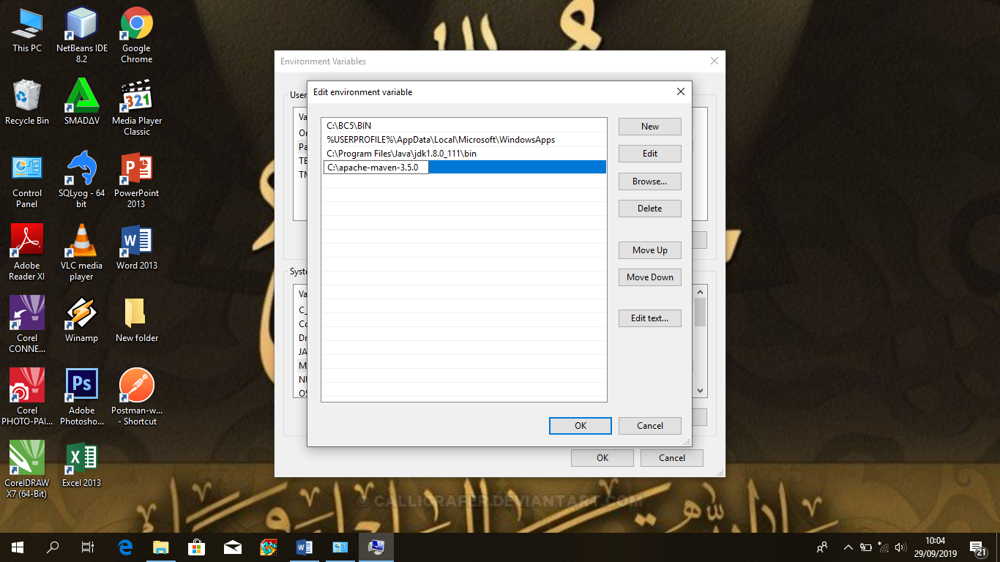 This PC
NetBeans IDE
8.2
Google
Chrome
Recycle Bin
SMADΔV
321
Media Player
Classic
Control
Panel
SQLyog - 64
bit
PowerPoint
2013
Adobe
Reader XI
VLC media
player
Word 2013
Corel
CONNE...
Winamp
New folder
Corel
PHOTO-PAI...
Ps
Adobe
Photosho...
Postman-w...
- Shortcut
CorelDRAW
X7 (64-Bit)
Excel 2013
Environment Variables
User
Va
On
Pa
TE
TM
Syste
Va
C_
Co
Dr
JA
M
NU
OS
OK
Cancel
Edit environment variable
C:\BC5\BIN
%USERPROFILE%\AppData\Local\Microsoft\WindowsApps
C:\Program Files\Java\jdk1.8.0_111\bin
C:\apache-maven-3.5.0
New
Edit
Browse...
Delete
Move Up
Move Down
Edit text...
OK
Cancel
© CALLIGRAFER.DEVIANTART.COM
10:04
29/09/2019
21